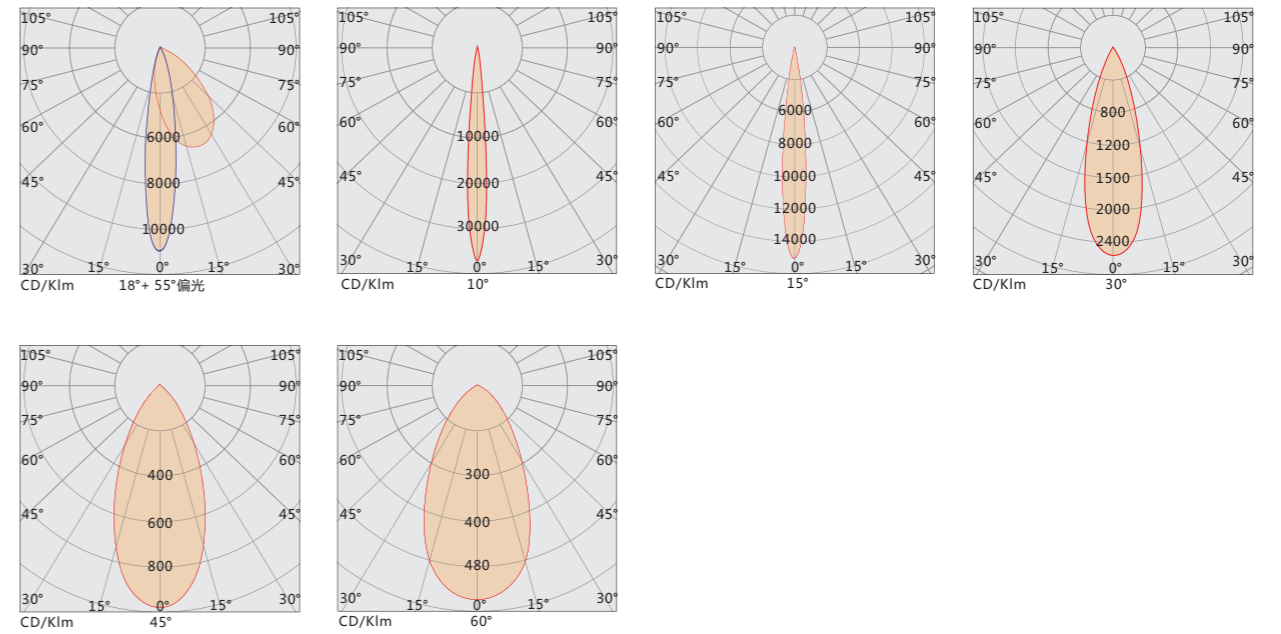 105° 105° 105° 105° 105° 105° 105° 105°
90° 90° 90° 90° 90° 90° 90° 90°
75° 75° 75° 75° 75° 75° 75° 75°
60° 6000 60° 60° 10000 60° 60° 6000 60° 60° 800 60°
45° 8000 45° 45° 20000 45° 45° 8000 10000 45° 45° 1200 1500 45°
10000 30000 12000 14000 2000 2400
30° 15° 0° 15° 30° 30° 15° 0° 15° 30° 30° 15° 0° 15° 30° 30° 15° 0° 15° 30°
CD/Klm 18°+ 55°偏光 CD/Klm 10° CD/Klm 15° CD/Klm 30°
105° 105° 105° 105°
90° 90° 90° 90°
75° 75° 75° 75°
60° 400 60° 60° 300 60°
45° 600 45° 45° 400 45°
800 480
30° 15° 0° 15° 30° 30° 15° 0° 15° 30°
CD/Klm 45° CD/Klm 60°